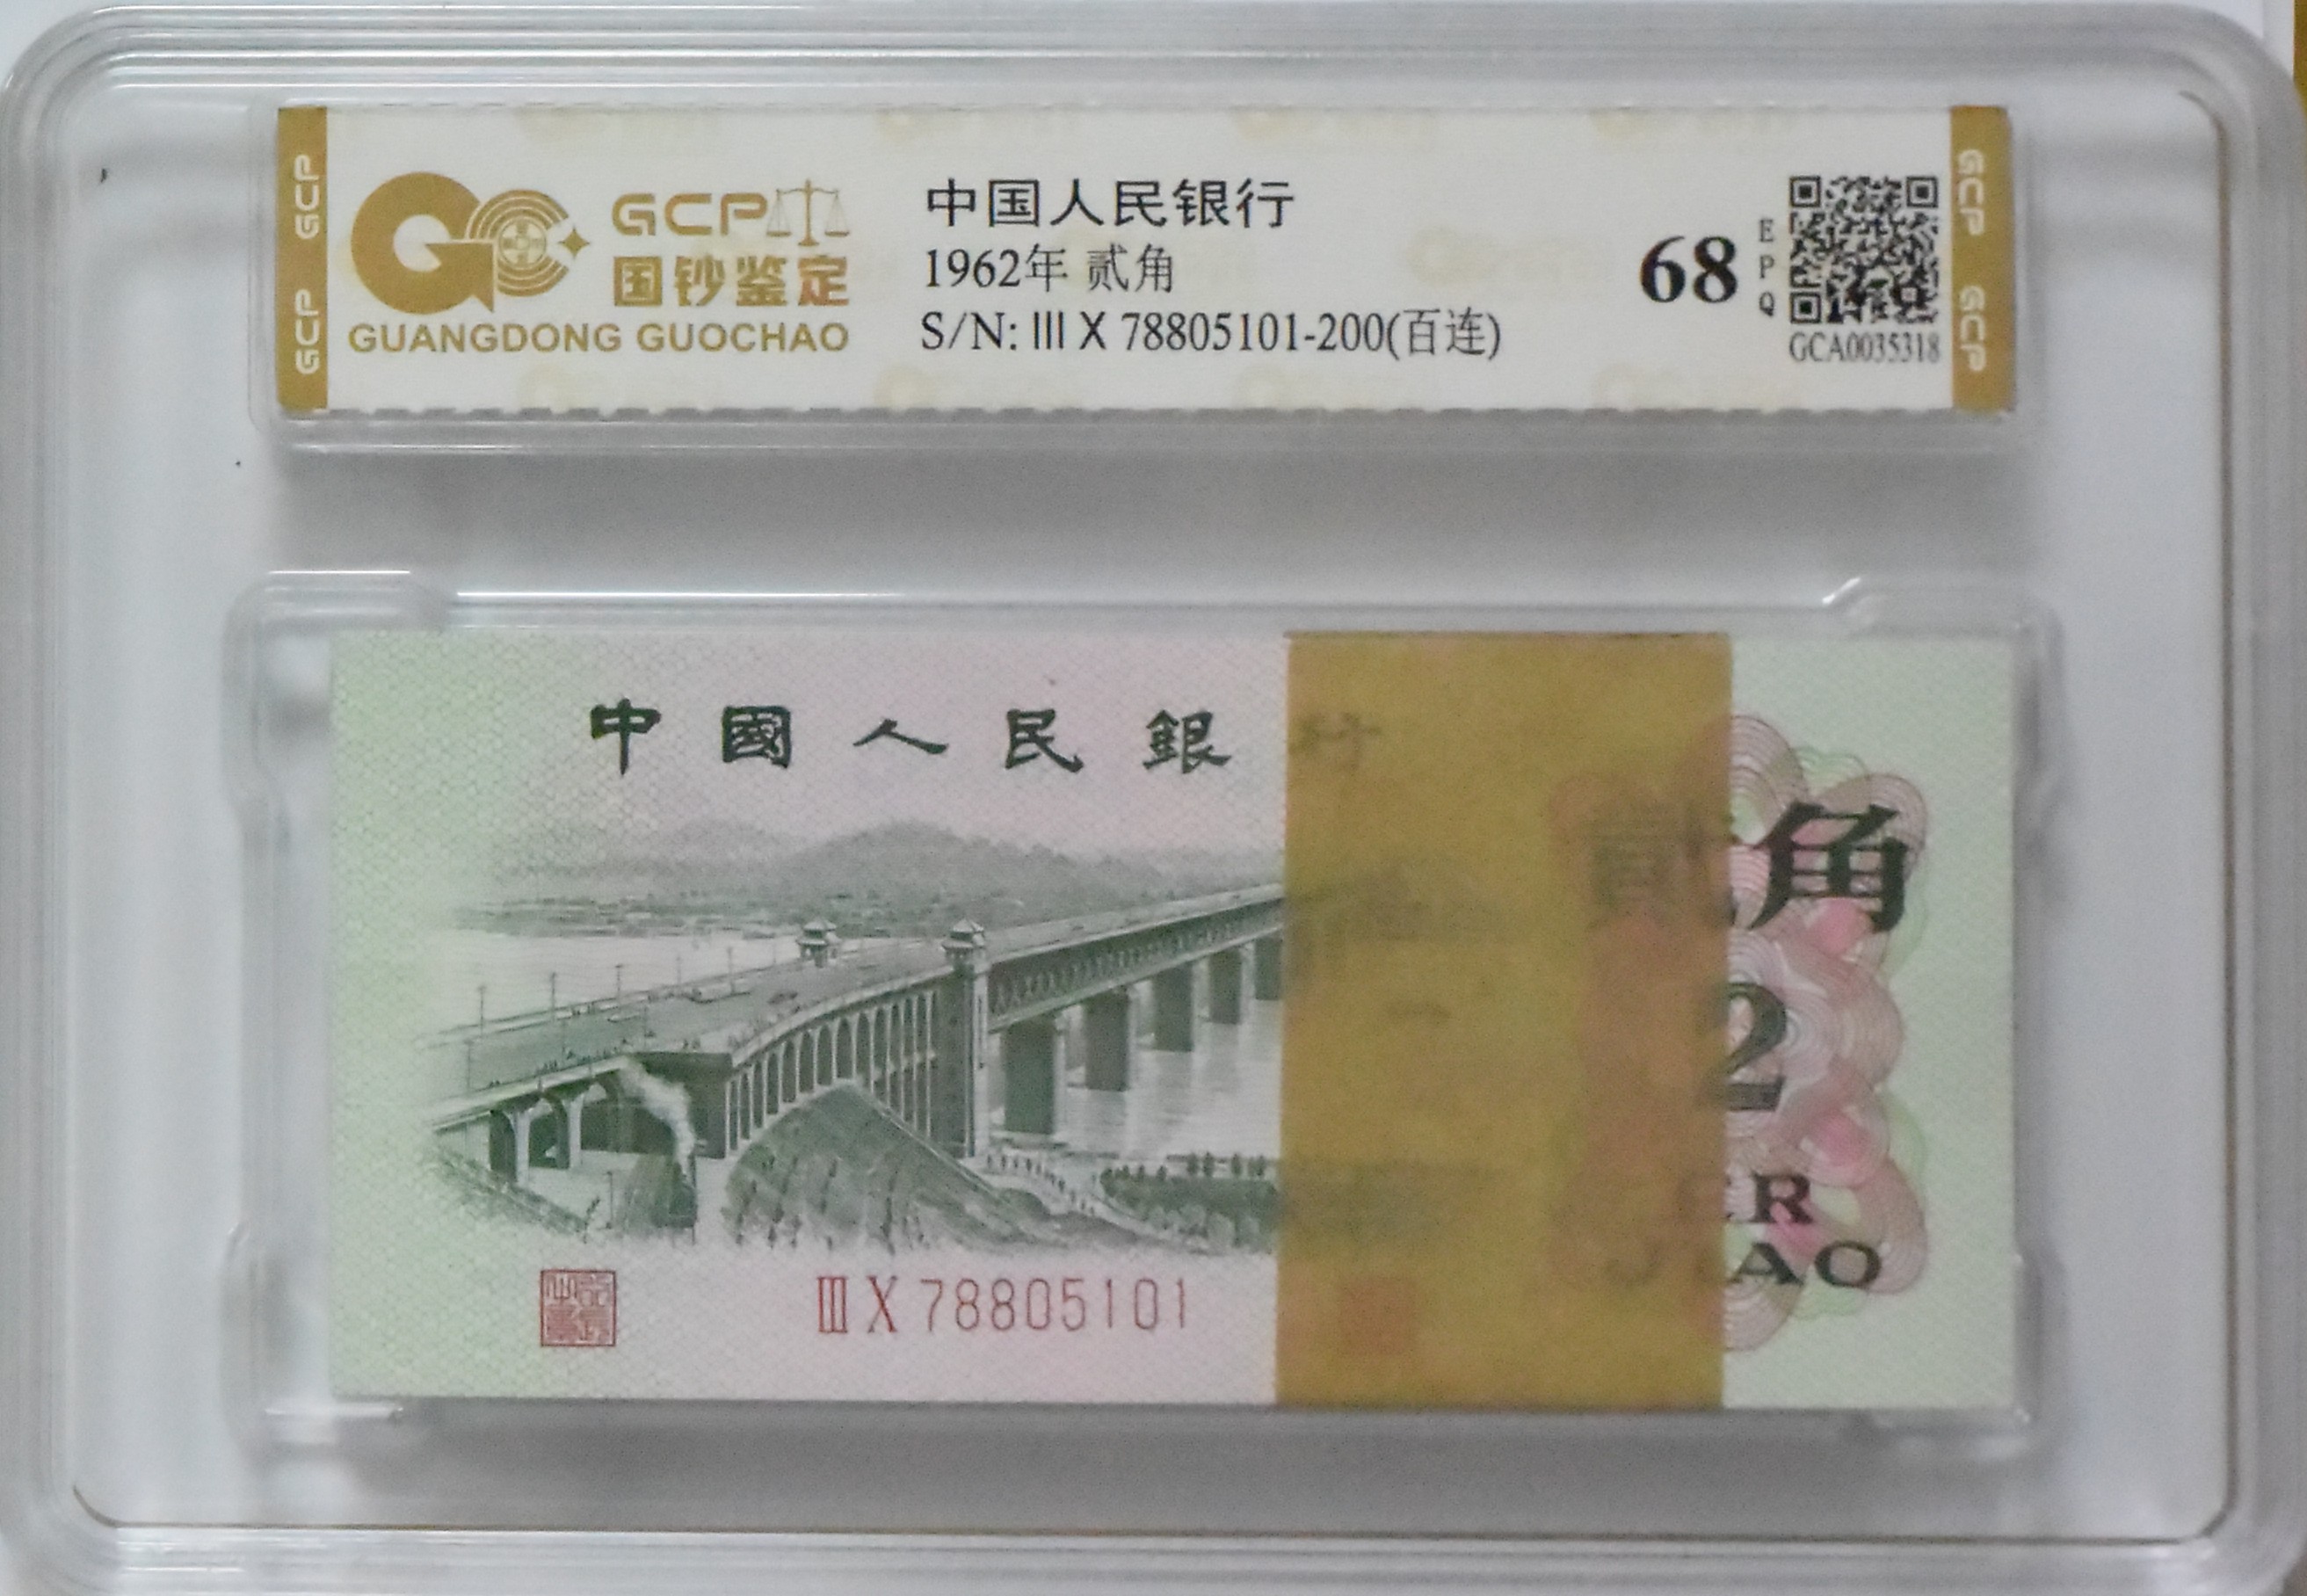 GCP GCP
GCP
国钞鉴定
GUANGDONG GUOCHAO
中国人民银行
1962年 贰角
S/N: III X 78805101-200(百连)
68
EPQ
GCA0035318
GCP GCP
中國人民銀行
角
2
ER
JIAO
III X 78805101